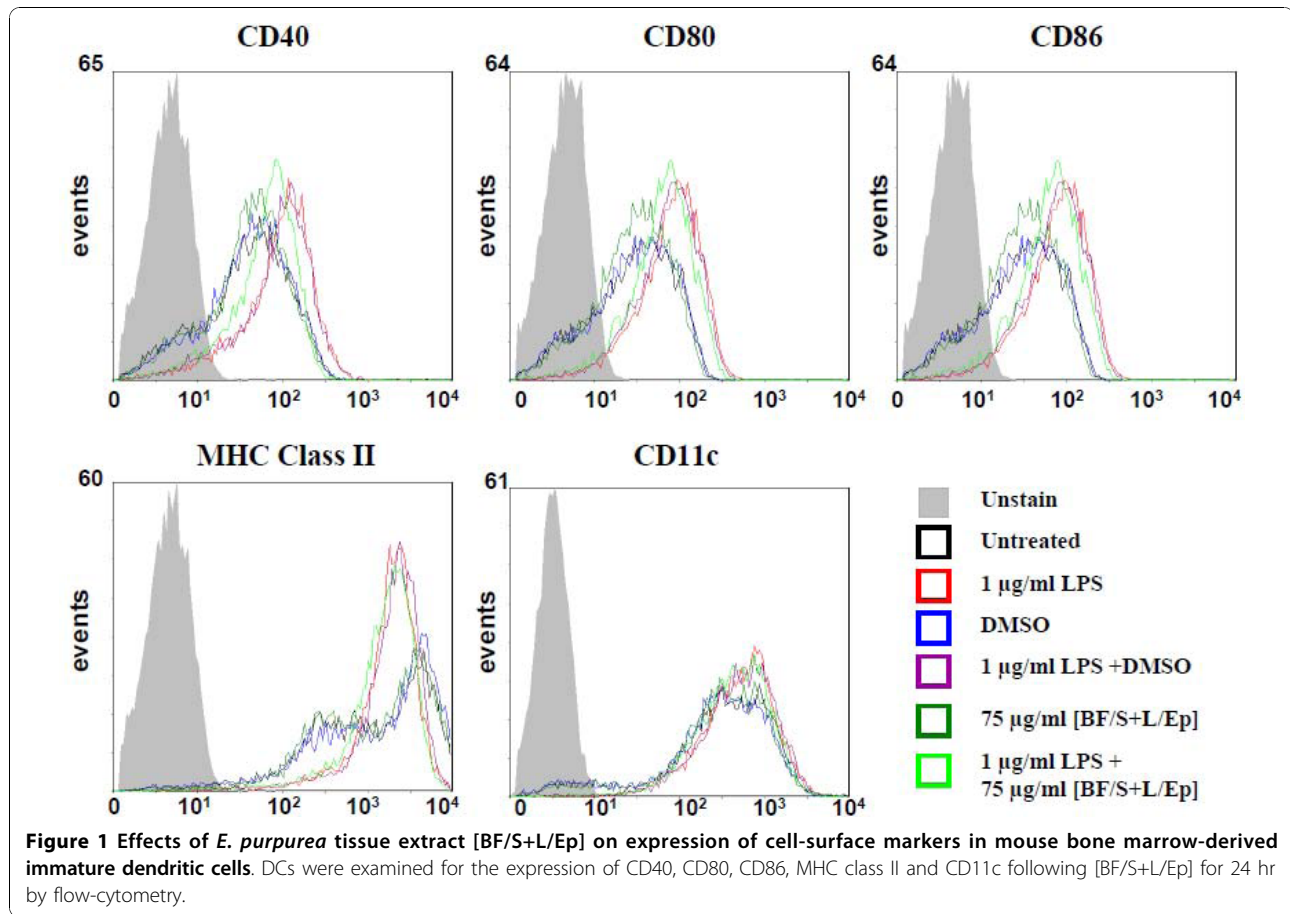 CD40
CD80
CD86
65
events
0 10¹ 10² 10³ 10⁴
64
events
0 10¹ 10² 10³ 10⁴
64
events
0 10¹ 10² 10³ 10⁴
MHC Class II
CD11c
60
events
0 10¹ 10² 10³ 10⁴
61
events
0 10¹ 10² 10³ 10⁴
Unstain
Untreated
1 µg/ml LPS
DMSO
1 µg/ml LPS +DMSO
75 µg/ml [BF/S+L/Ep]
1 µg/ml LPS +
75 µg/ml [BF/S+L/Ep]
Figure 1 Effects of E. purpurea tissue extract [BF/S+L/Ep] on expression of cell-surface markers in mouse bone marrow-derived
immature dendritic cells. DCs were examined for the expression of CD40, CD80, CD86, MHC class II and CD11c following [BF/S+L/Ep] for 24 hr
by flow-cytometry.